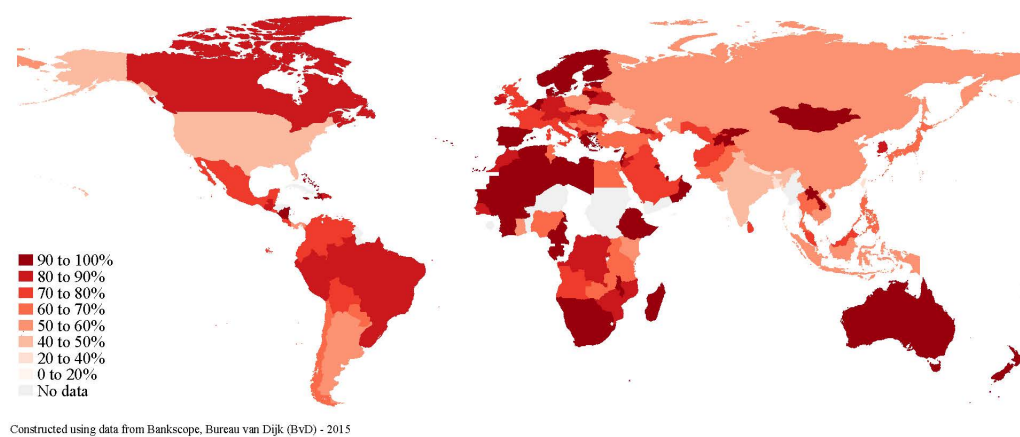 90 to 100%
80 to 90%
70 to 80%
60 to 70%
50 to 60%
40 to 50%
20 to 40%
0 to 20%
No data
Constructed using data from Bankscope, Bureau van Dijk (BvD) - 2015